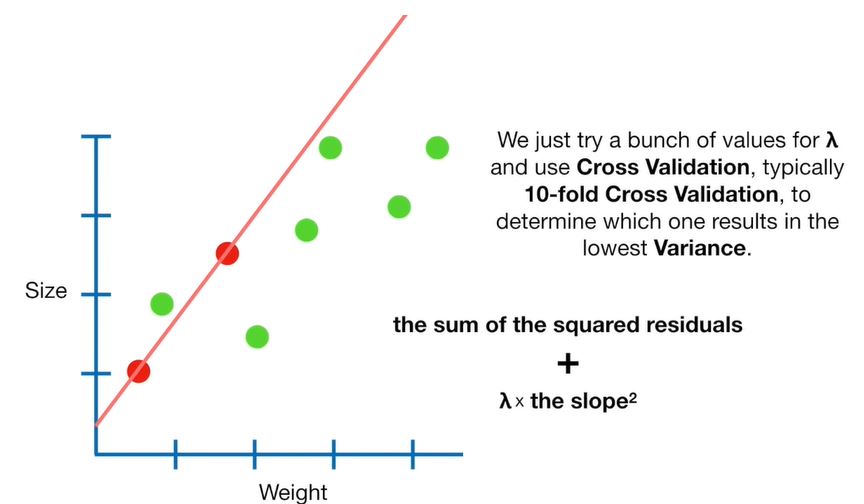 We just try a bunch of values for λ
and use Cross Validation, typically
10-fold Cross Validation, to
determine which one results in the
lowest Variance.
Size
the sum of the squared residuals
+
λ x the slope²
Weight